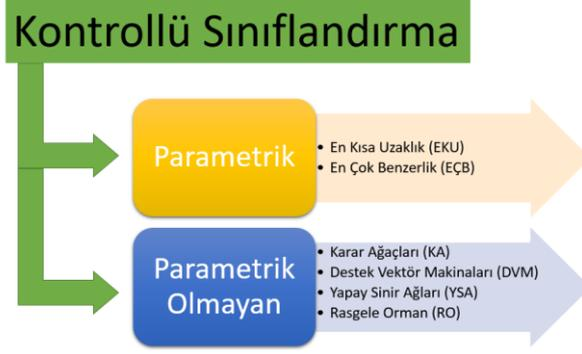 Kontrollü Sınıflandırma
Parametrik
• En Kısa Uzaklık (EKU)
• En Çok Benzerlik (EÇB)
Parametrik
Olmayan
• Karar Ağaçları (KA)
• Destek Vektör Makinaları (DVM)
• Yapay Sinir Ağları (YSA)
• Rasgele Orman (RO)